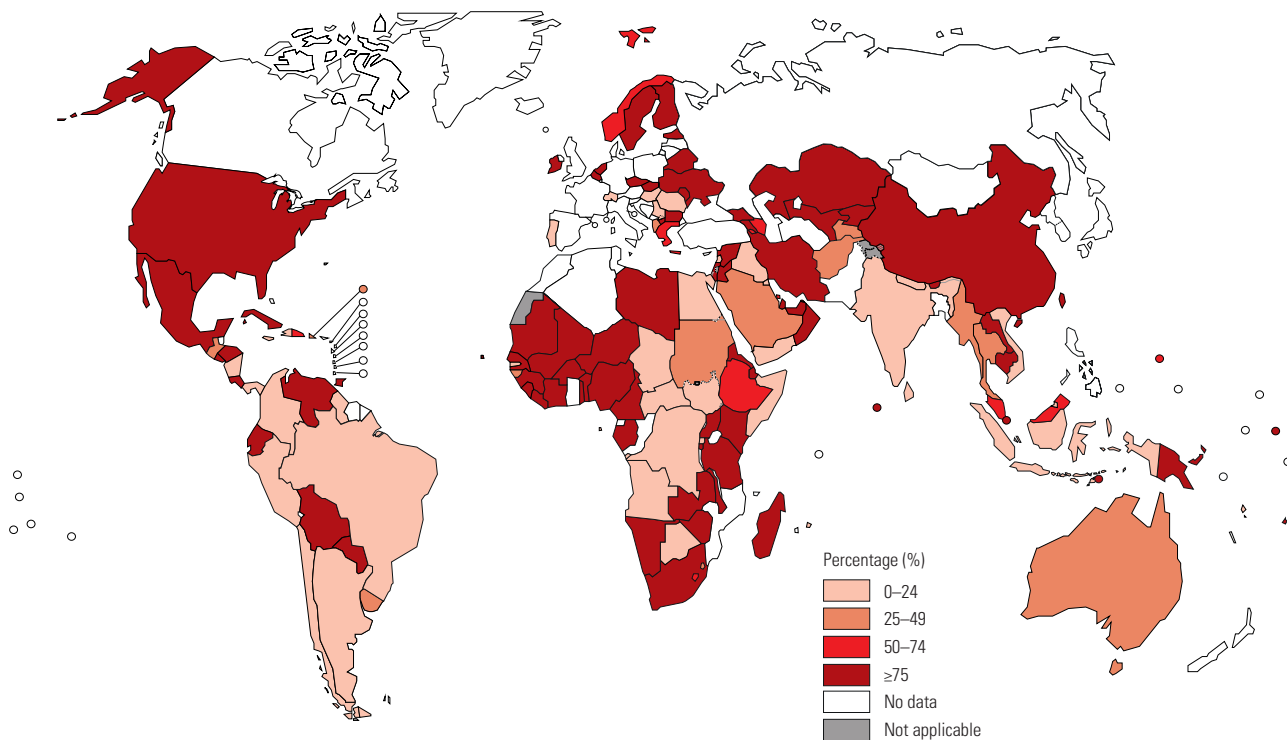 Percentage (%)
0–24
25–49
50–74
≥75
No data
Not applicable